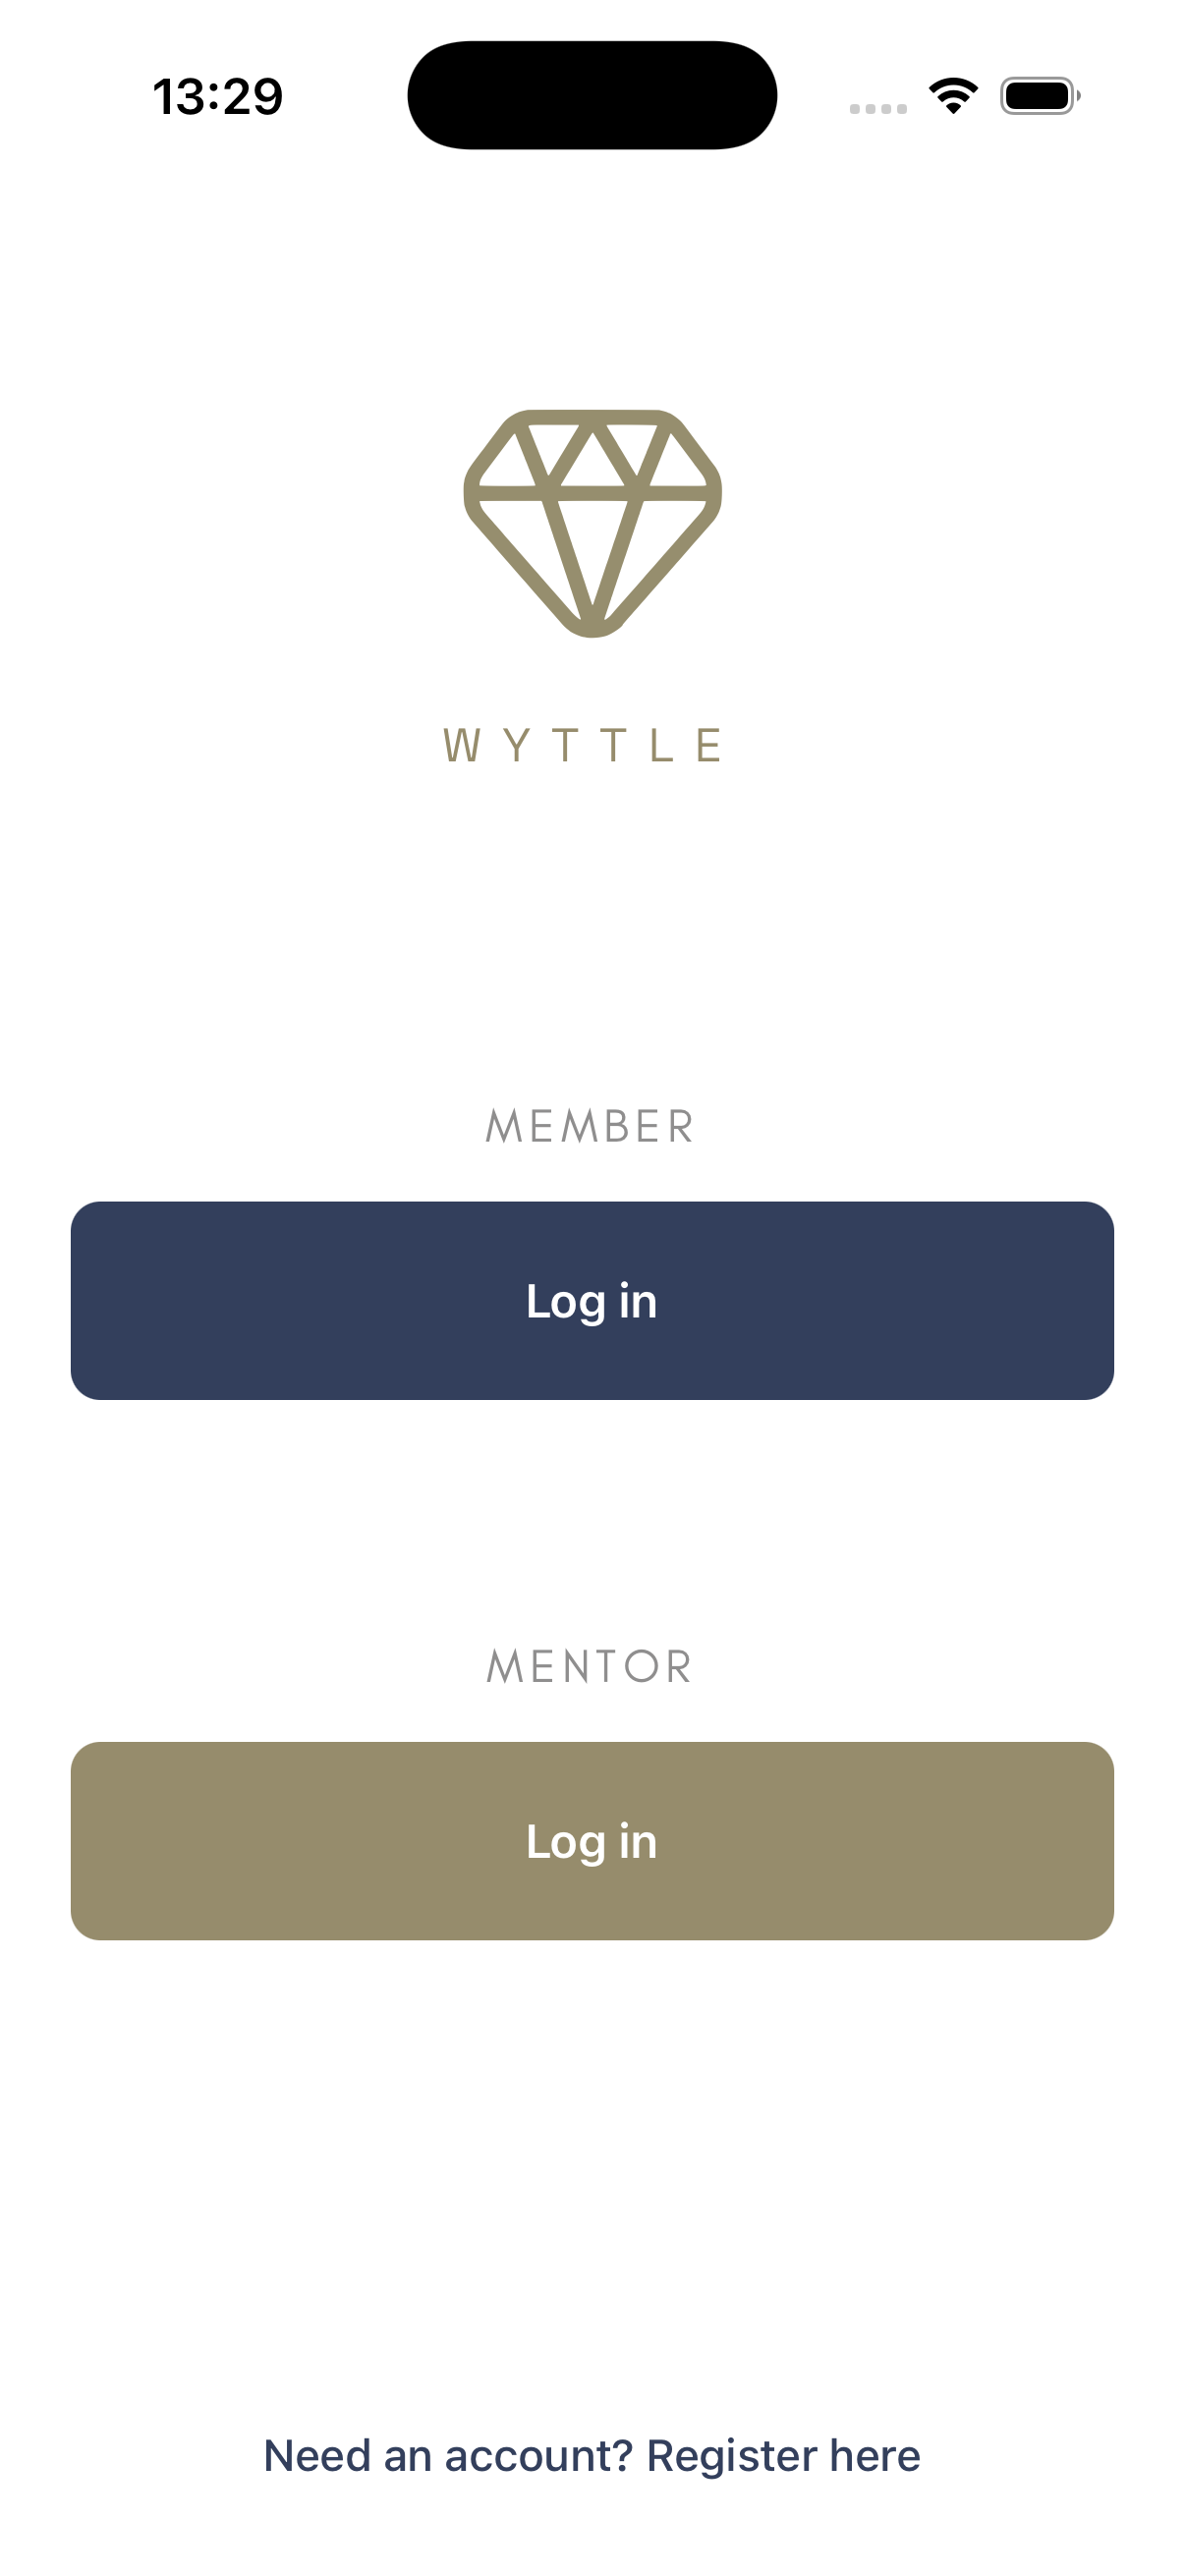 13:29
WYTTLE
MEMBER
Log in
MENTOR
Log in
Need an account? Register here